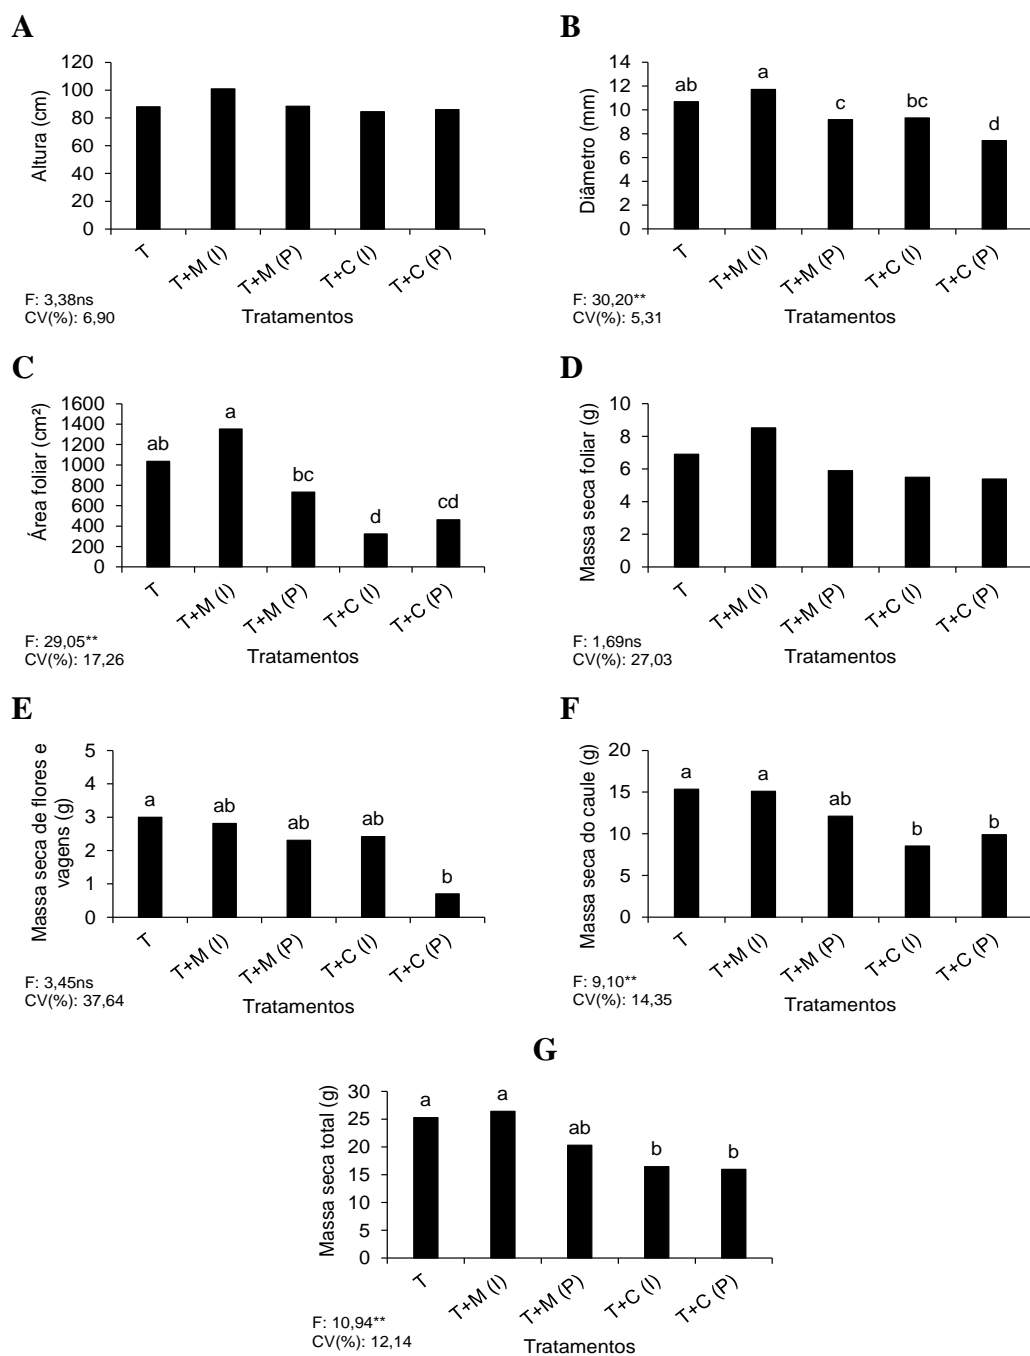 A
Altura (cm)
120
100
80
60
40
20
0
T
T+M (I)
T+M (P)
T+C (I)
T+C (P)
F: 3,38ns
CV(%): 6,90
Tratamentos
B
Diâmetro (mm)
14
12
10
8
6
4
2
0
ab
a
c
bc
d
T
T+M (I)
T+M (P)
T+C (I)
T+C (P)
F: 30,20**
CV(%): 5,31
Tratamentos
C
Área foliar (cm²)
1600
1400
1200
1000
800
600
400
200
0
ab
a
bc
d
cd
T
T+M (I)
T+M (P)
T+C (I)
T+C (P)
F: 29,05**
CV(%): 17,26
Tratamentos
D
Massa seca foliar (g)
10
8
6
4
2
0
T
T+M (I)
T+M (P)
T+C (I)
T+C (P)
F: 1,69ns
CV(%): 27,03
Tratamentos
E
Massa seca de flores e
vagens (g)
5
4
3
2
1
0
a
ab
ab
ab
b
T
T+M (I)
T+M (P)
T+C (I)
T+C (P)
F: 3,45ns
CV(%): 37,64
Tratamentos
F
Massa seca do caule (g)
20
15
10
5
0
a
a
ab
b
b
T
T+M (I)
T+M (P)
T+C (I)
T+C (P)
F: 9,10**
CV(%): 14,35
Tratamentos
G
Massa seca total (g)
30
25
20
15
10
5
0
a
a
ab
b
b
T
T+M (I)
T+M (P)
T+C (I)
T+C (P)
F: 10,94**
CV(%): 12,14
Tratamentos